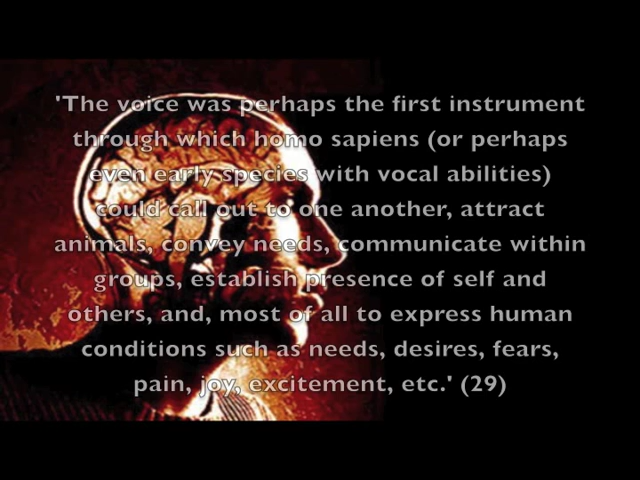 'The voice was perhaps the first instrument
through which homo sapiens (or perhaps
even early species with vocal abilities)
could call out to one another, attract
animals, convey needs, communicate within
groups, establish presence of self and
others, and, most of all to express human
conditions such as needs, desires, fears,
pain, joy, excitement, etc.' (29)